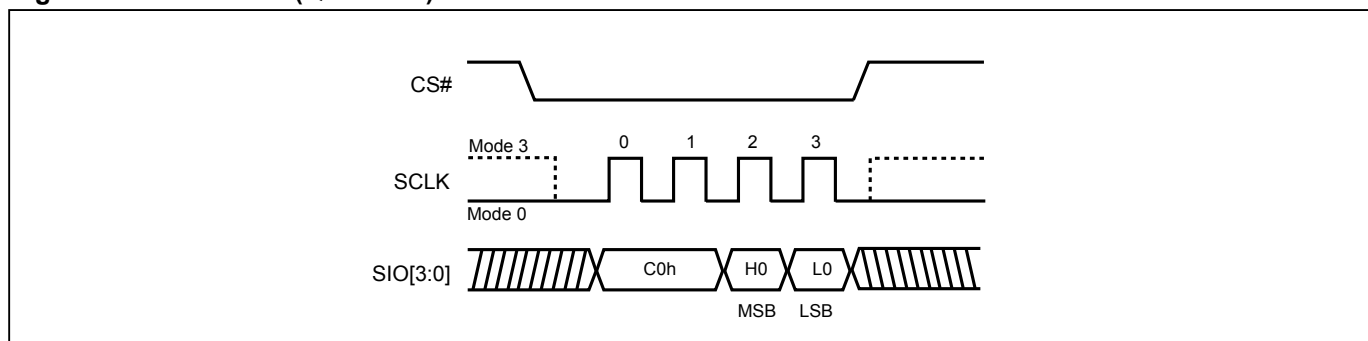 CS#
Mode 3 0 1 2 3
SCLK
Mode 0
SIO[3:0] C0h H0 L0
MSB LSB